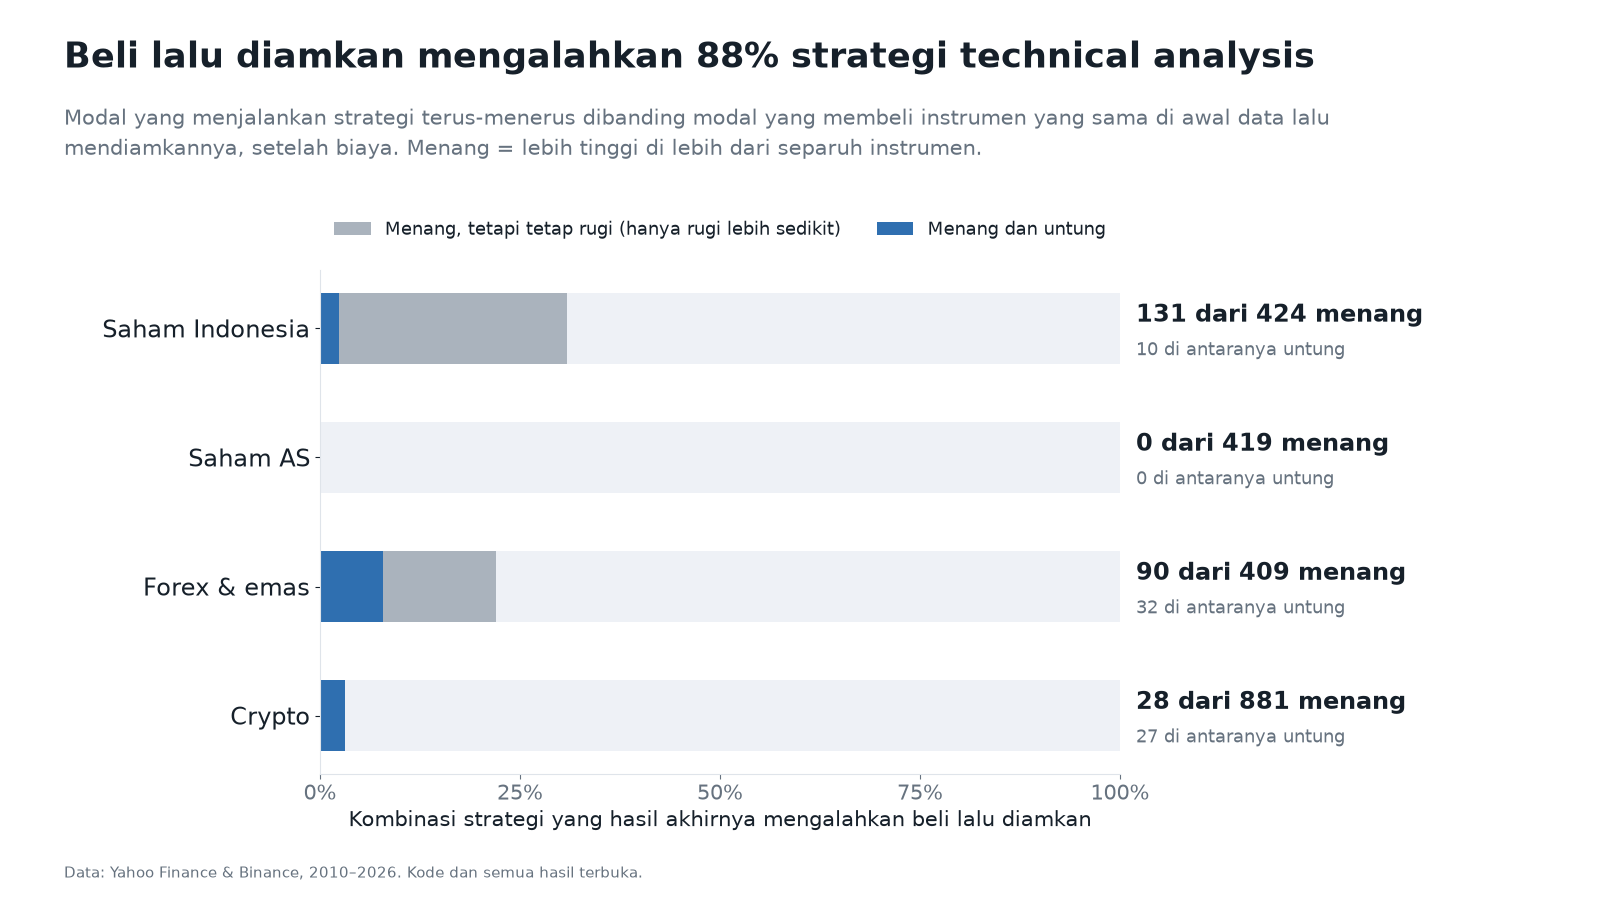 Beli lalu diamkan mengalahkan 88% strategi technical analysis
Modal yang menjalankan strategi terus-menerus dibanding modal yang membeli instrumen yang sama di awal data lalu
mendiamkannya, setelah biaya. Menang = lebih tinggi di lebih dari separuh instrumen.
Menang, tetapi tetap rugi (hanya rugi lebih sedikit)
Menang dan untung
Saham Indonesia
131 dari 424 menang
10 di antaranya untung
Saham AS
0 dari 419 menang
0 di antaranya untung
Forex & emas
90 dari 409 menang
32 di antaranya untung
Crypto
28 dari 881 menang
27 di antaranya untung
0% 25% 50% 75% 100%
Kombinasi strategi yang hasil akhirnya mengalahkan beli lalu diamkan
Data: Yahoo Finance & Binance, 2010–2026. Kode dan semua hasil terbuka.